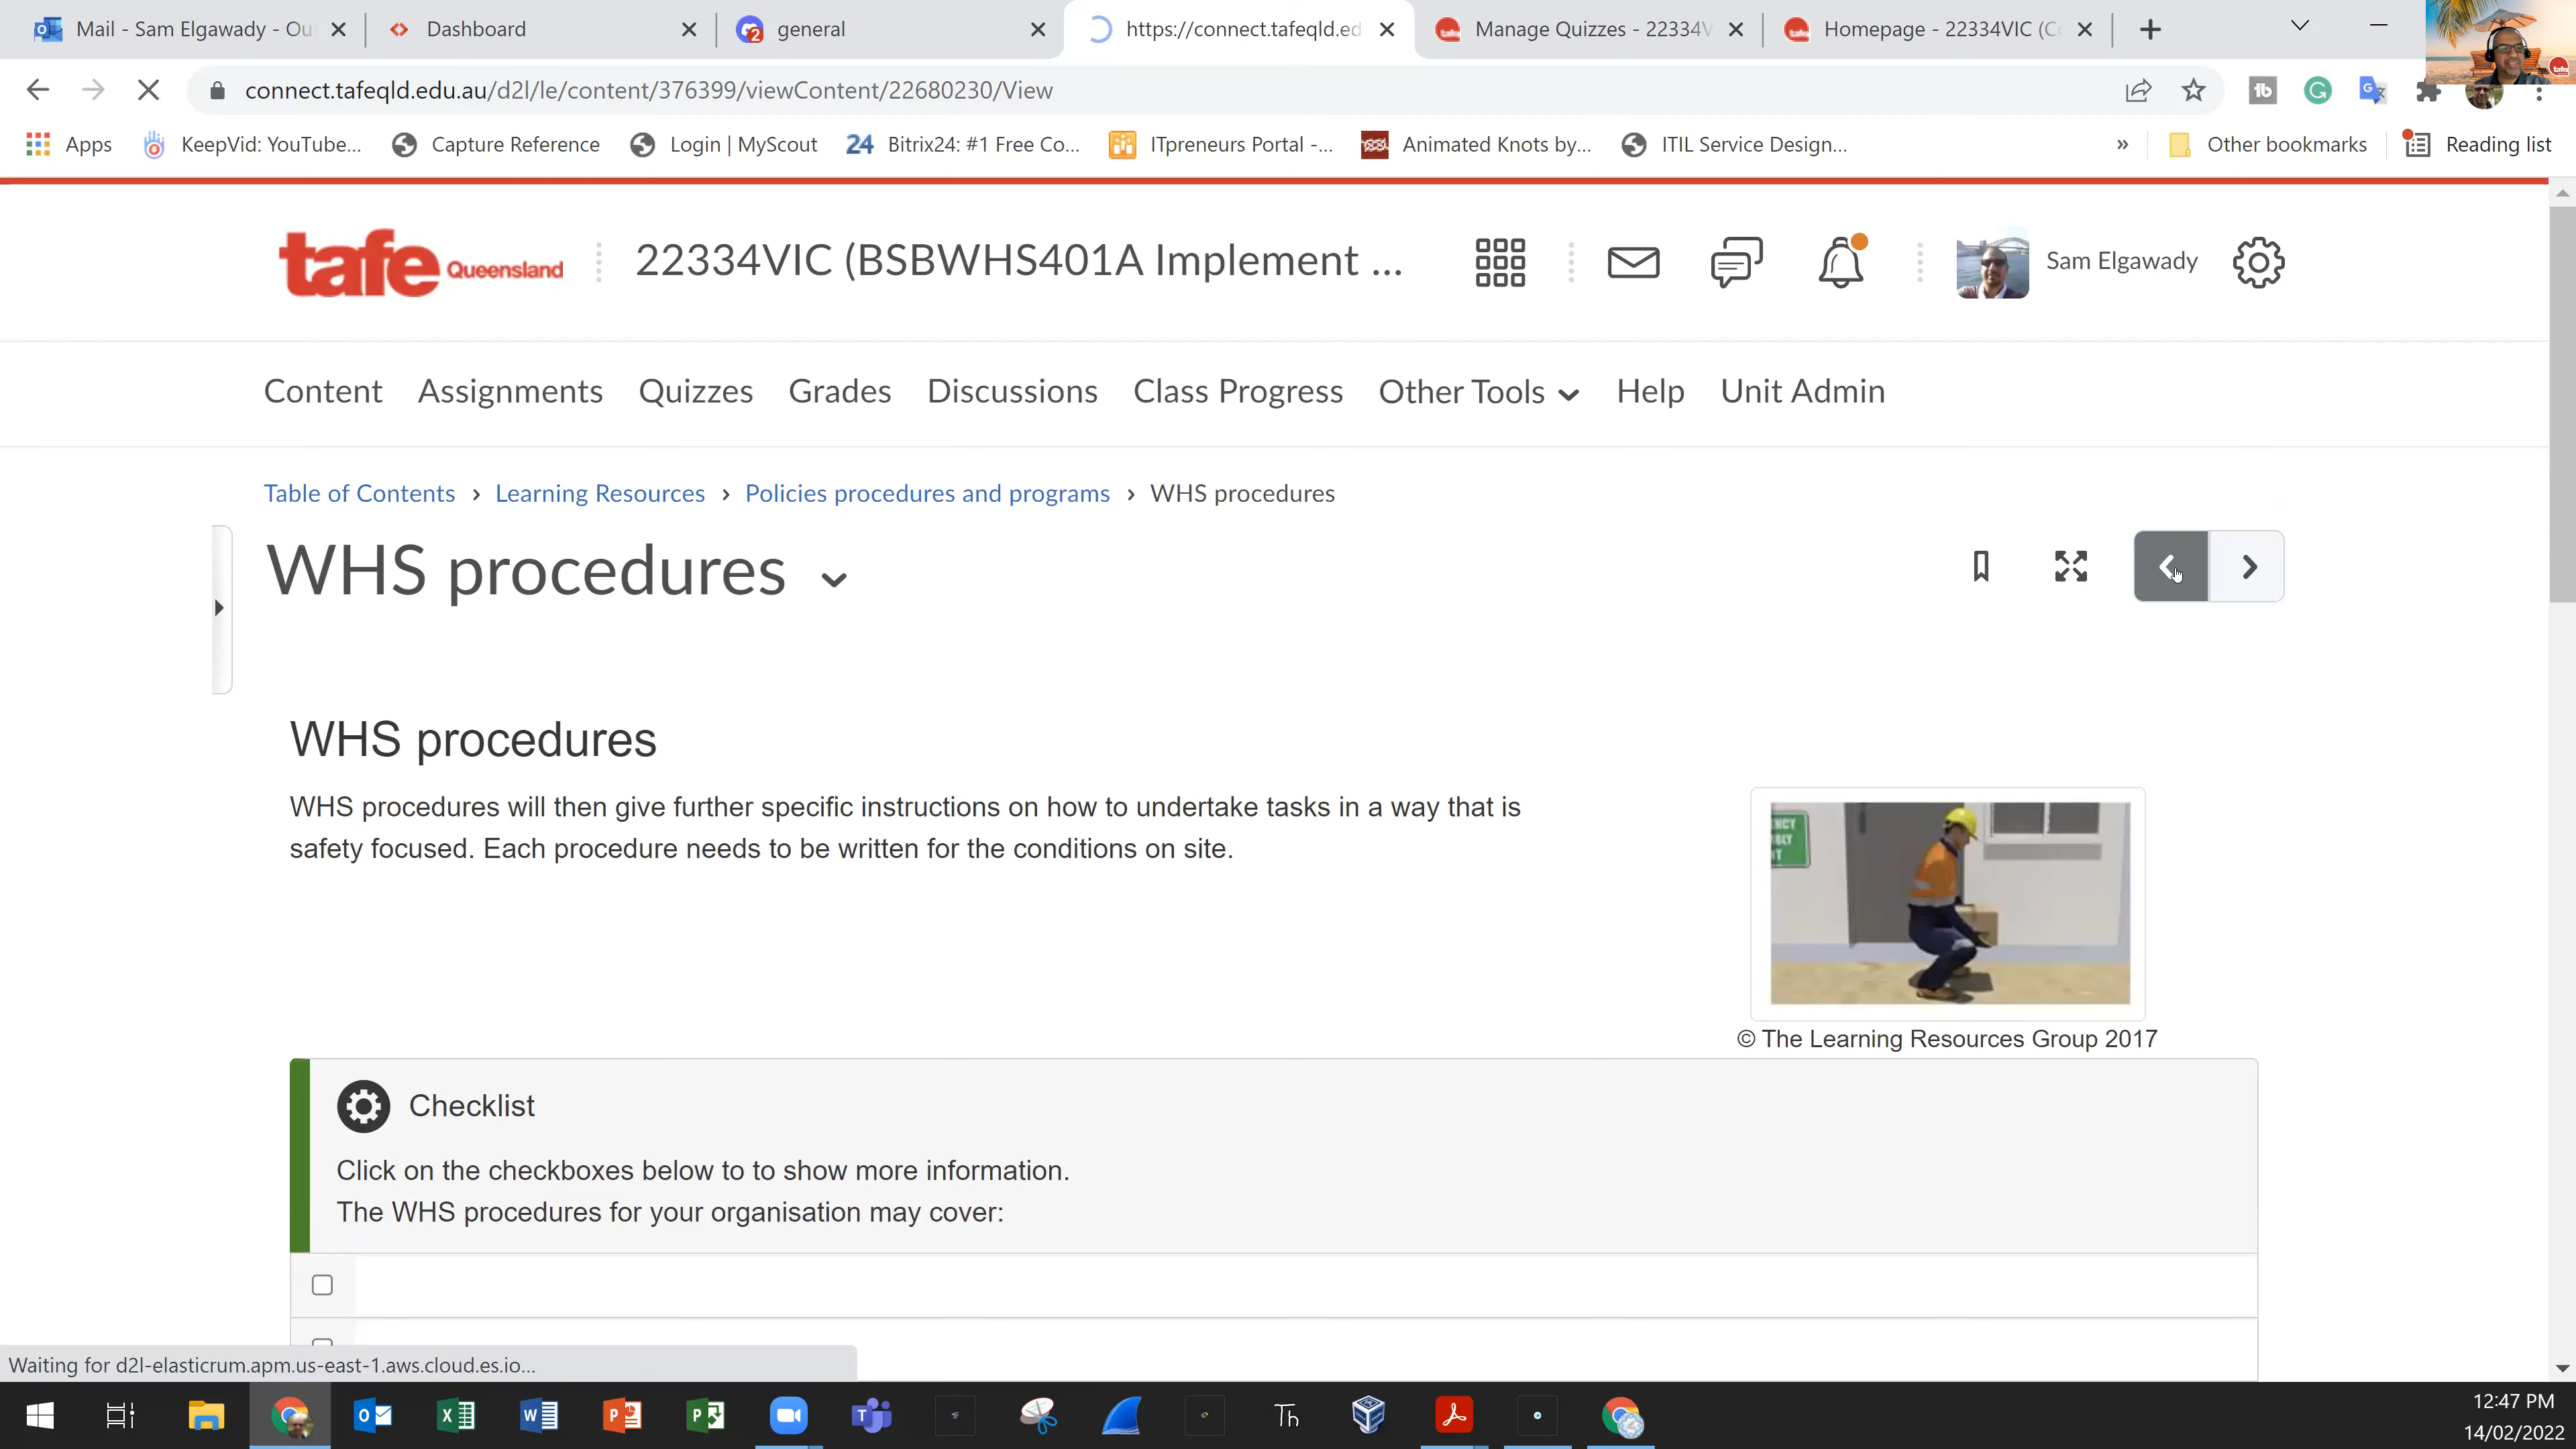 Mail - Sam Elgawady - Ou
Dashboard
general
https://connect.tafeqld.ed
Manage Quizzes - 22334V
Homepage - 22334VIC (Co
connect.tafeqld.edu.au/d2l/le/content/376399/viewContent/22680230/View
Apps
KeepVid: YouTube...
Capture Reference
Login | MyScout
24
Bitrix24: #1 Free Co...
ITpreneurs Portal -...
Animated Knots by...
ITIL Service Design...
»
Other bookmarks
Reading list
tafe Queensland
22334VIC (BSBWHS401A Implement ...
Sam Elgawady
Content
Assignments
Quizzes
Grades
Discussions
Class Progress
Other Tools
Help
Unit Admin
Table of Contents › Learning Resources › Policies procedures and programs › WHS procedures
WHS procedures
WHS procedures
WHS procedures will then give further specific instructions on how to undertake tasks in a way that is
safety focused. Each procedure needs to be written for the conditions on site.
© The Learning Resources Group 2017
Checklist
Click on the checkboxes below to to show more information.
The WHS procedures for your organisation may cover:
Waiting for d2l-elasticrum.apm.us-east-1.aws.cloud.es.io...
Th
12:47 PM
14/02/2022